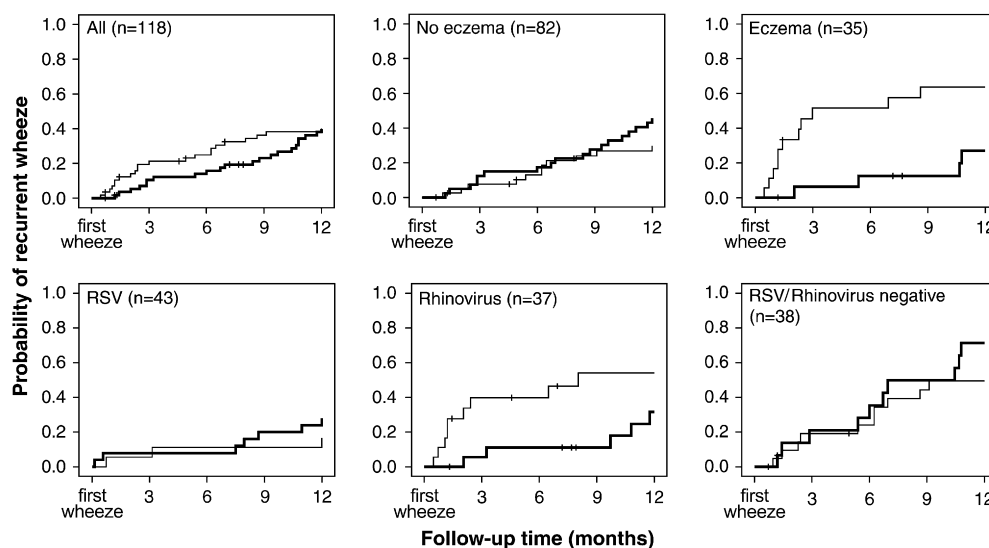 Probability of recurrent wheeze
All (n=118)
1.0
0.8
0.6
0.4
0.2
0.0
first
wheeze
3
6
9
12
No eczema (n=82)
1.0
0.8
0.6
0.4
0.2
0.0
first
wheeze
3
6
9
12
Eczema (n=35)
1.0
0.8
0.6
0.4
0.2
0.0
first
wheeze
3
6
9
12
RSV (n=43)
1.0
0.8
0.6
0.4
0.2
0.0
first
wheeze
3
6
9
12
Rhinovirus (n=37)
1.0
0.8
0.6
0.4
0.2
0.0
first
wheeze
3
6
9
12
RSV/Rhinovirus negative
(n=38)
1.0
0.8
0.6
0.4
0.2
0.0
first
wheeze
3
6
9
12
Follow-up time (months)